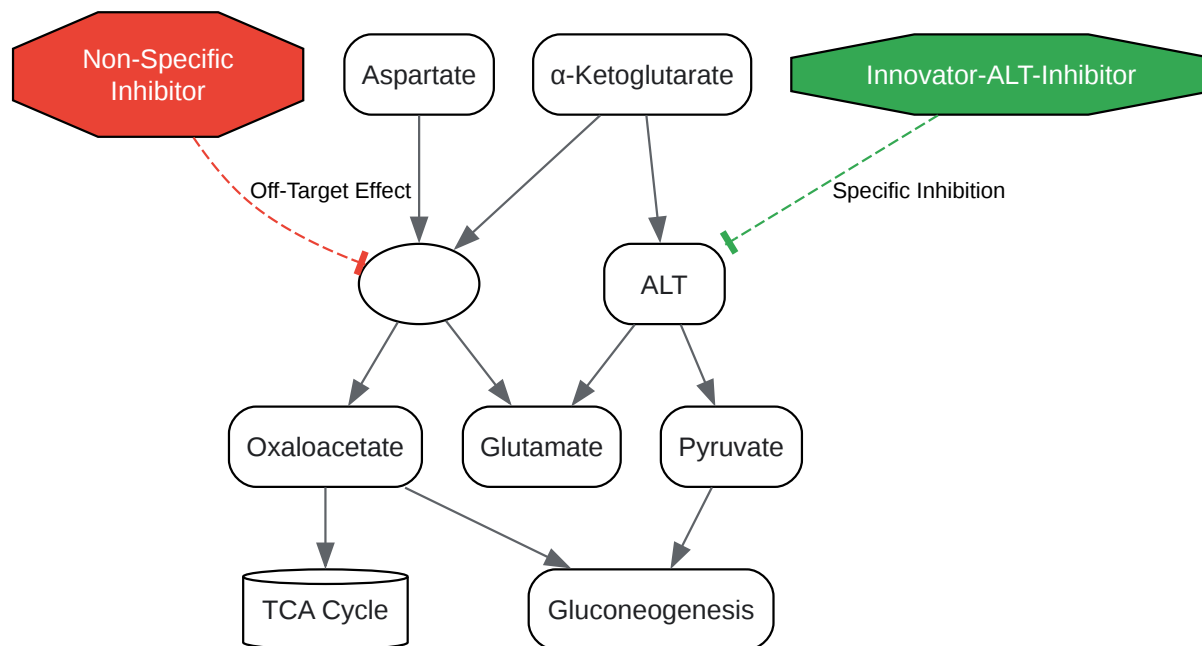 Non-Specific
Inhibitor
Aspartate
α-Ketoglutarate
Innovator-ALT-Inhibitor
Off-Target Effect
Specific Inhibition
ALT
Oxaloacetate
Glutamate
Pyruvate
TCA Cycle
Gluconeogenesis